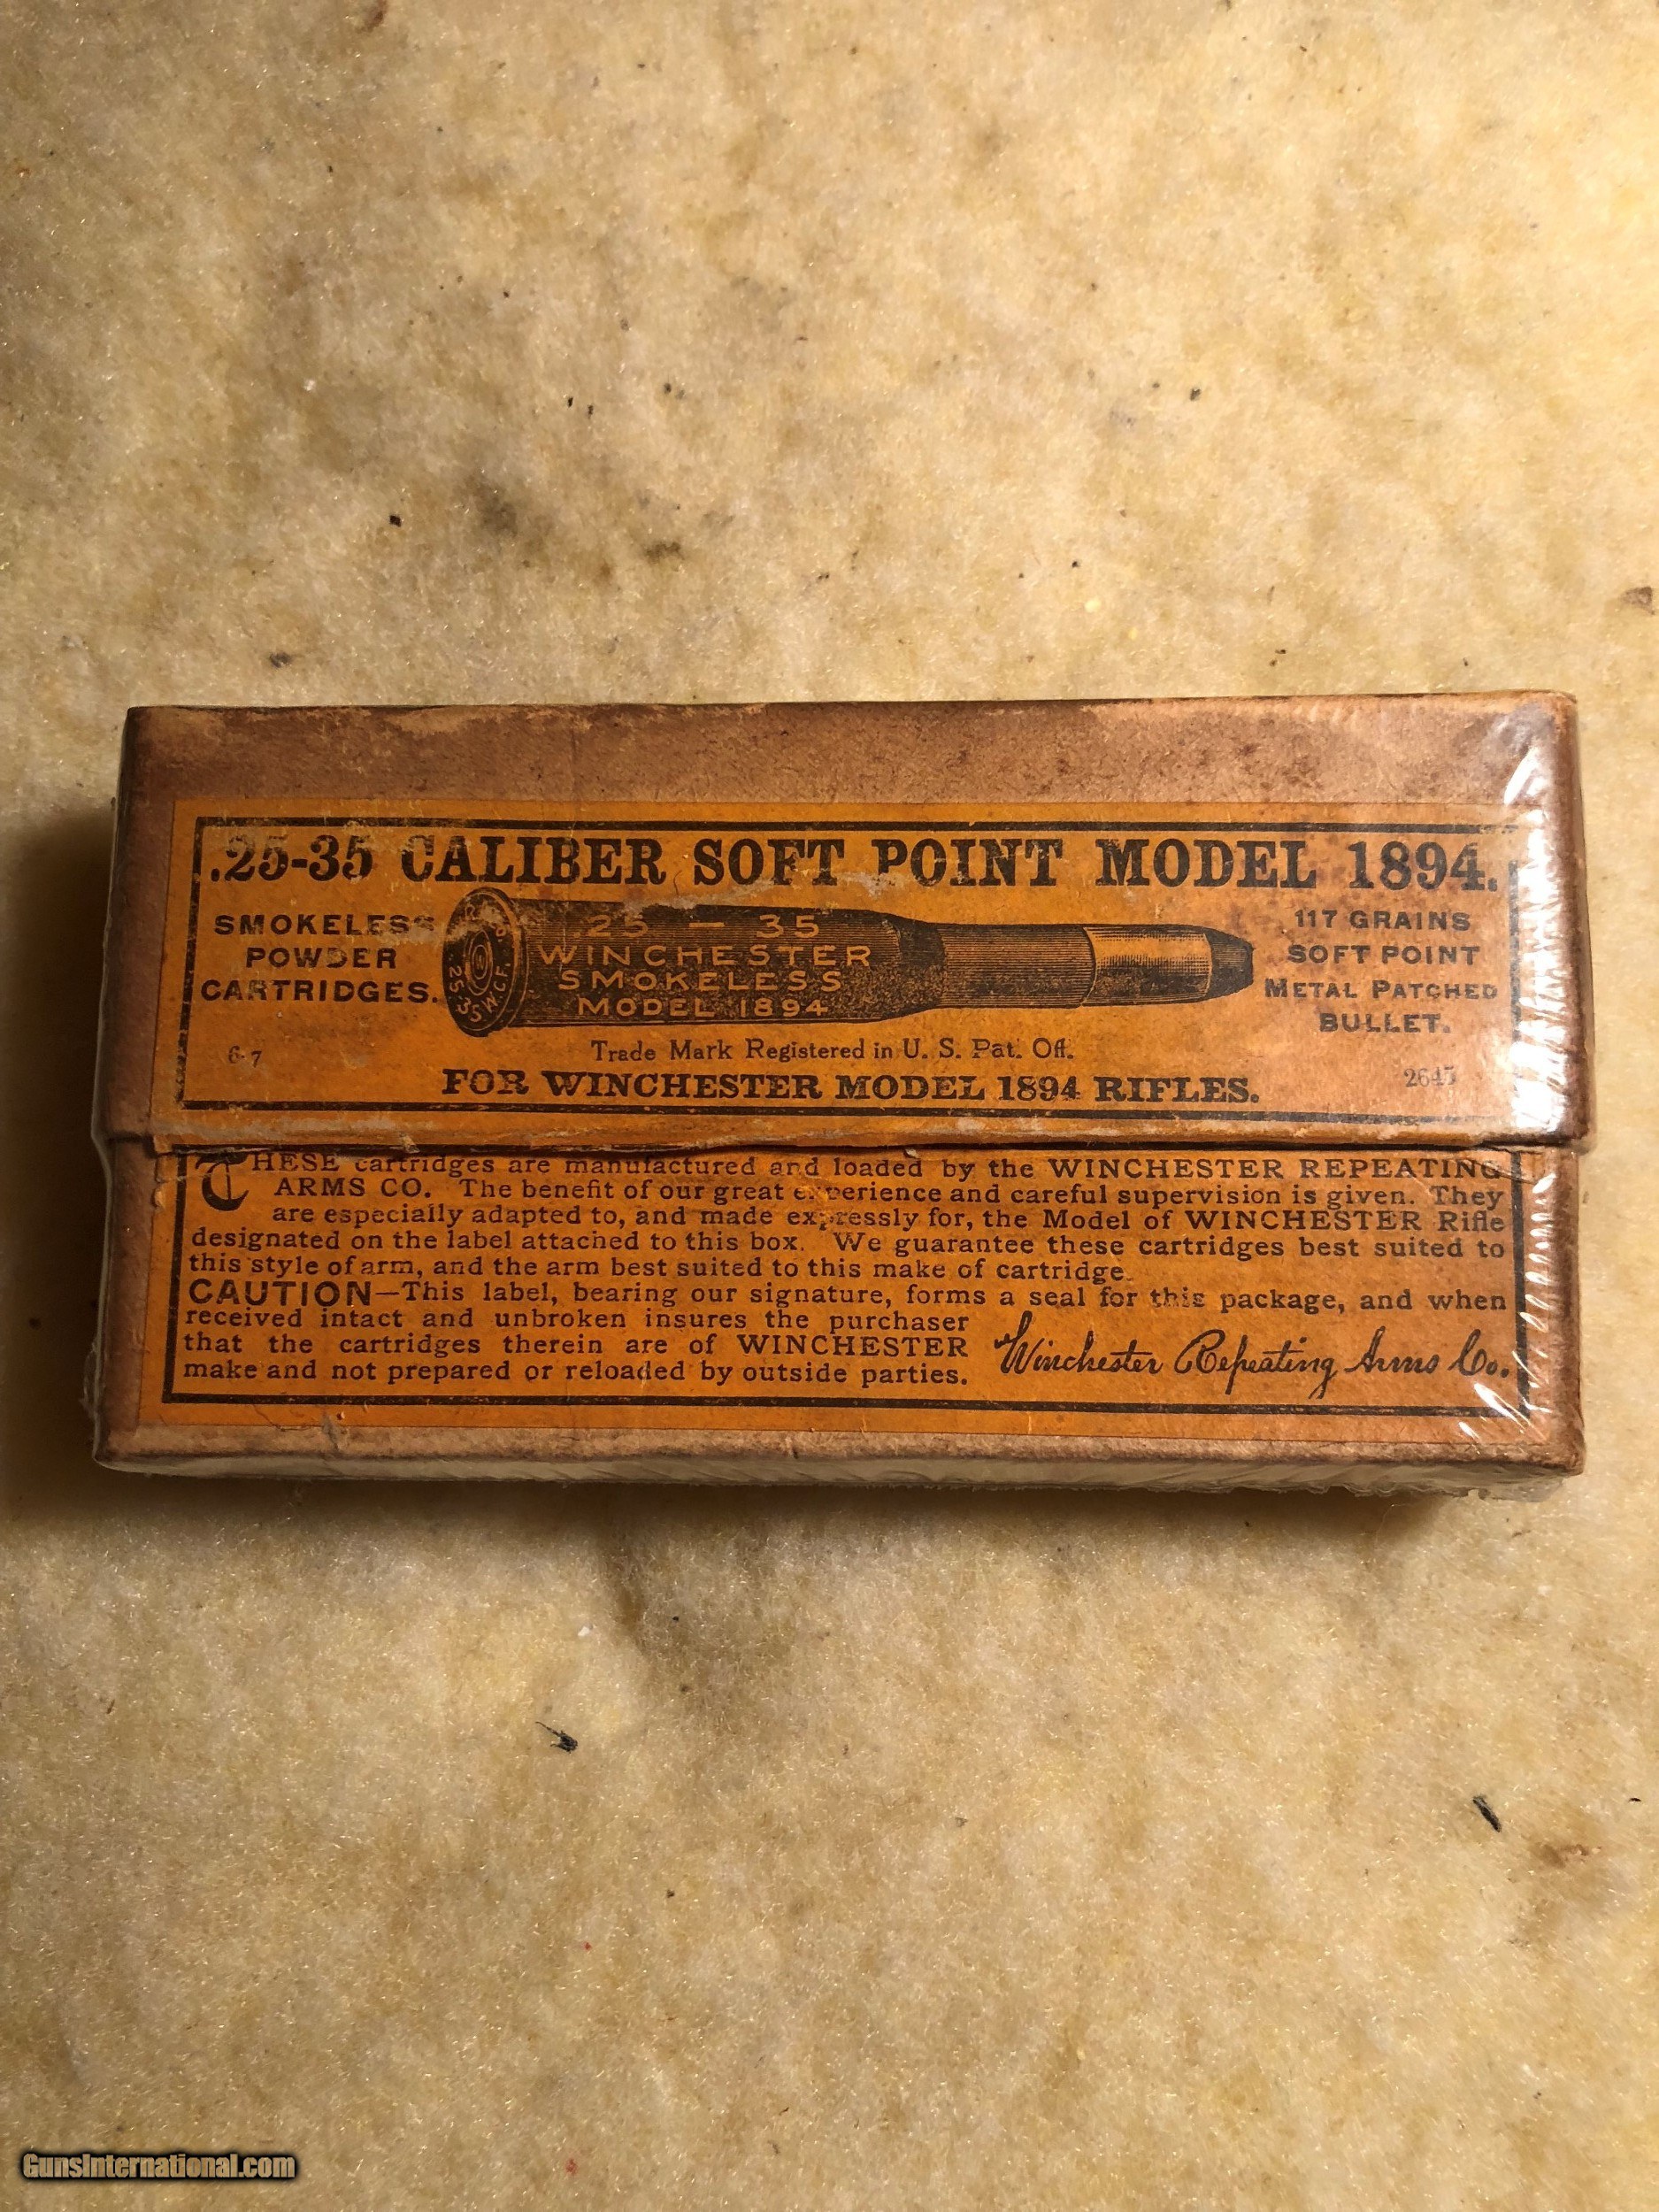 .25-35 CALIBER SOFT POINT MODEL 1894.
SMOKELESS
POWDER
CARTRIDGES.
25 — 35
WINCHESTER
SMOKELESS
MODEL 1894
.25-35
W.C.F.
117 GRAINS
SOFT POINT
METAL PATCHED
BULLET.
6-7
Trade Mark Registered in U. S. Pat. Off.
FOR WINCHESTER MODEL 1894 RIFLES.
THESE cartridges are manufactured and loaded by the WINCHESTER REPEATING
ARMS CO. The benefit of our great experience and careful supervision is given. They
are especially adapted to, and made expressly for, the Model of WINCHESTER Rifle
designated on the label attached to this box. We guarantee these cartridges best suited to
this style of arm, and the arm best suited to this make of cartridge.
CAUTION—This label, bearing our signature, forms a seal for this package, and when
received intact and unbroken insures the purchaser
that the cartridges therein are of WINCHESTER
make and not prepared or reloaded by outside parties.
Winchester Repeating Arms Co.
GunsInternational.com